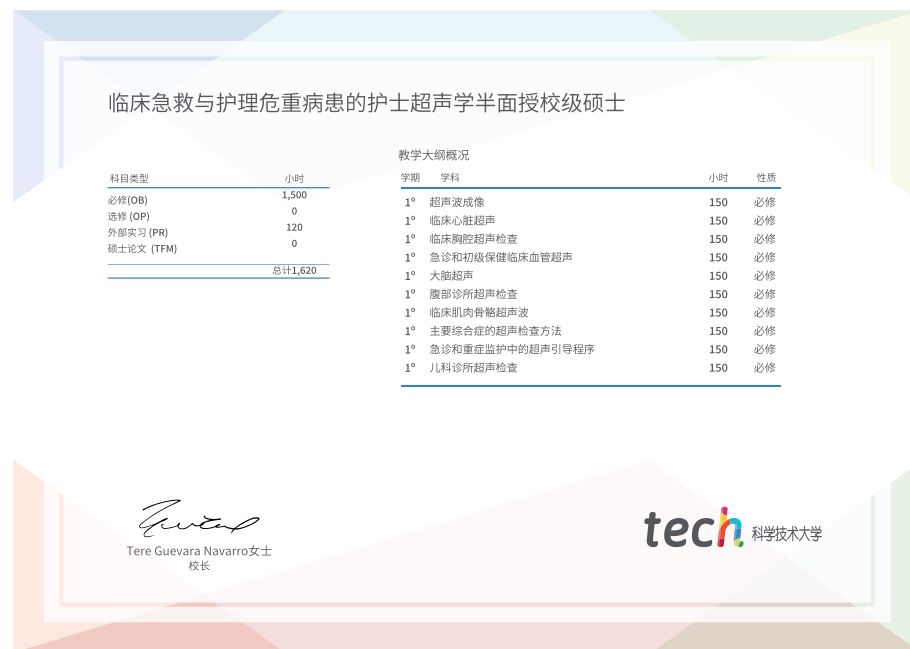 临床急救与护理危重病患的护士超声学半面授校级硕士
科目类型 小时
必修(OB) 1,500
选修 (OP) 0
外部实习 (PR) 120
硕士论文 (TFM) 0
总计1,620
教学大纲概况
学期 学科 小时 性质
1º 超声波成像 150 必修
1º 临床心脏超声 150 必修
1º 临床胸腔超声检查 150 必修
1º 急诊和初级保健临床血管超声 150 必修
1º 大脑超声 150 必修
1º 腹部诊所超声检查 150 必修
1º 临床肌肉骨骼超声波 150 必修
1º 主要综合症的超声检查方法 150 必修
1º 急诊和重症监护中的超声引导程序 150 必修
1º 儿科诊所超声检查 150 必修
Tere Guevara Navarro女士
校长
tech 科学技术大学